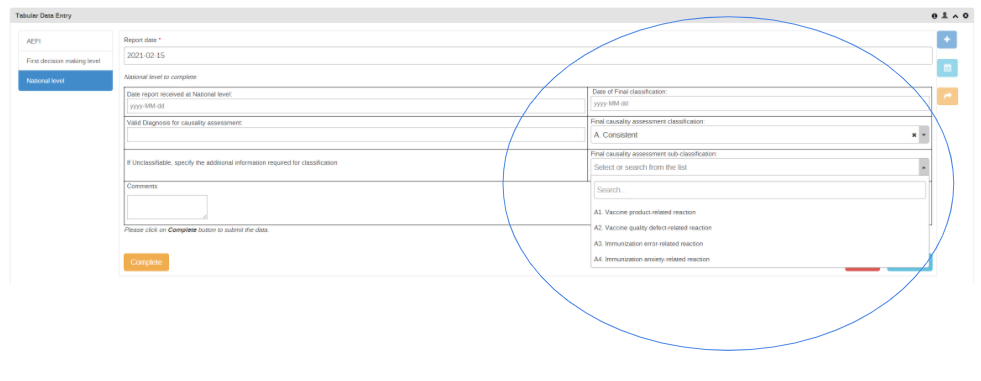 Tabular Data Entry
AEFI
First decision making level
National level
Report date *
2021-02-15
National level to complete
Date report received at National level:
yyyy-MM-dd
Date of Final classification:
yyyy-MM-dd
Valid Diagnosis for causality assessment:
Final causality assessment classification:
A. Consistent
If Unclassifiable, specify the additional information required for classification
Final causality assessment sub-classification:
Select or search from the list
Search..
A1. Vaccine product-related reaction
A2. Vaccine quality defect-related reaction
A3. Immunization error-related reaction
A4. Immunization anxiety-related reaction
Comments
Please click on Complete button to submit the data.
Complete